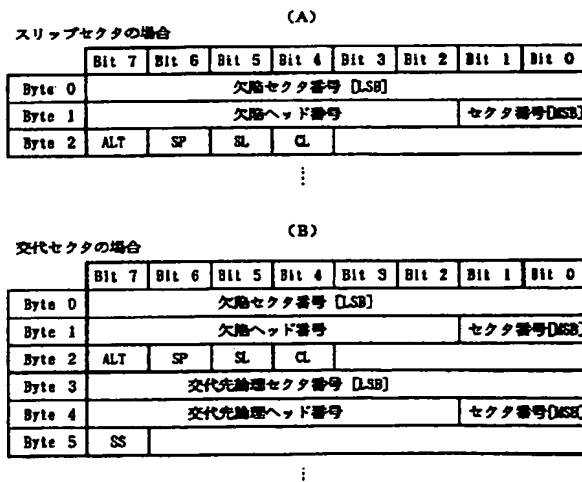 (A)
スリップセクタの場合
Bit 7 Bit 6 Bit 5 Bit 4 Bit 3 Bit 2 Bit 1 Bit 0
Byte 0 欠陥セクタ番号 [LSB]
Byte 1 欠陥ヘッド番号 セクタ番号[MSB]
Byte 2 ALT SP SL CL
⋮
(B)
交代セクタの場合
Bit 7 Bit 6 Bit 5 Bit 4 Bit 3 Bit 2 Bit 1 Bit 0
Byte 0 欠陥セクタ番号 [LSB]
Byte 1 欠陥ヘッド番号 セクタ番号[MSB]
Byte 2 ALT SP SL CL
Byte 3 交代先論理セクタ番号 [LSB]
Byte 4 交代先論理ヘッド番号 セクタ番号[MSB]
Byte 5 SS
⋮